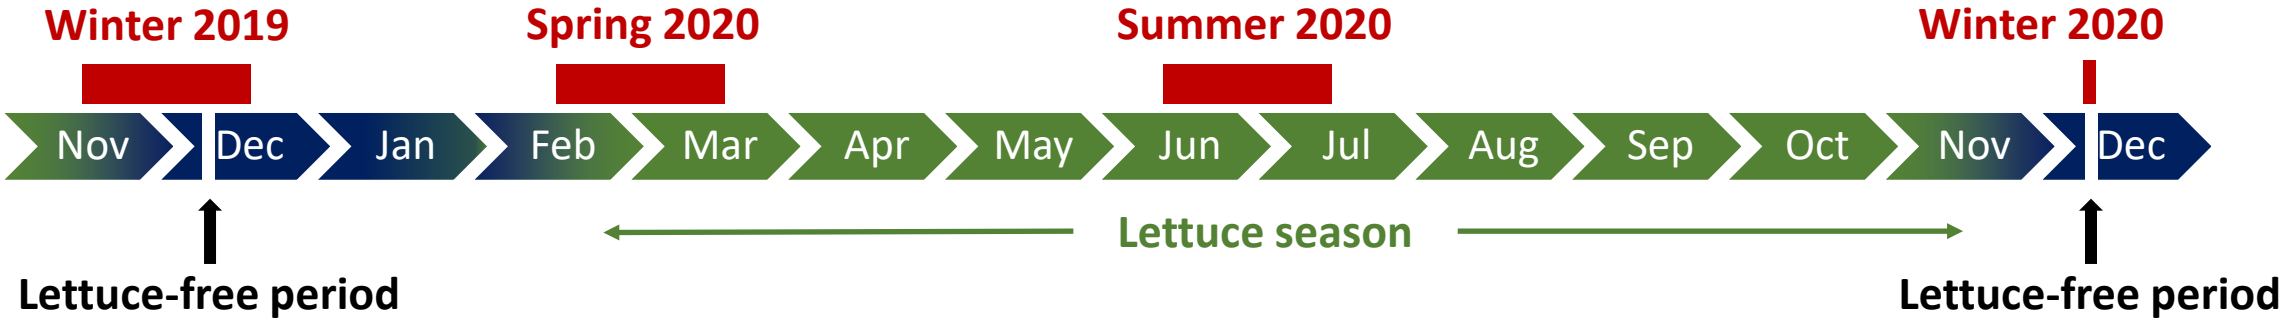 Winter 2019 Spring 2020 Summer 2020 Winter 2020
Nov Dec Jan Feb Mar Apr May Jun Jul Aug Sep Oct Nov Dec
Lettuce season
Lettuce-free period Lettuce-free period